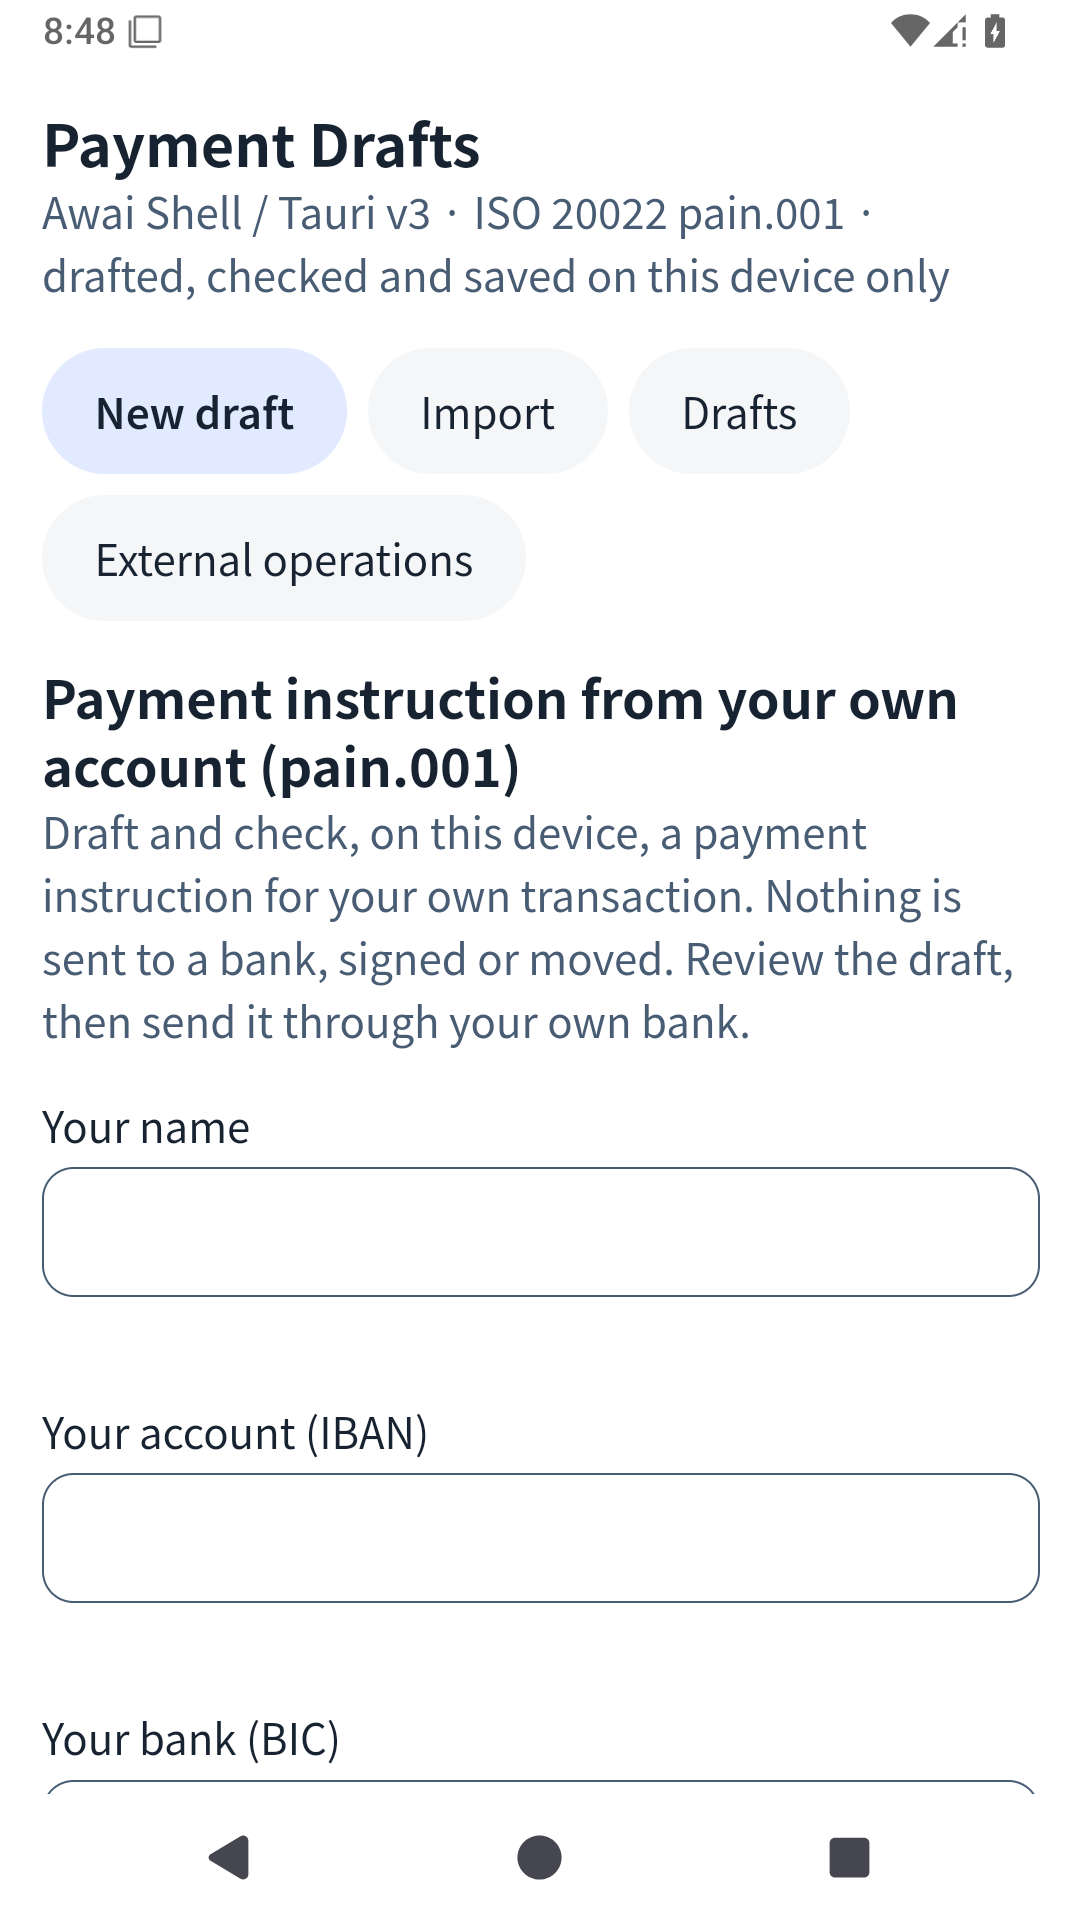 8:48
Payment Drafts
Awai Shell / Tauri v3 · ISO 20022 pain.001 ·
drafted, checked and saved on this device only
New draft
Import
Drafts
External operations
Payment instruction from your own
account (pain.001)
Draft and check, on this device, a payment
instruction for your own transaction. Nothing is
sent to a bank, signed or moved. Review the draft,
then send it through your own bank.
Your name
Your account (IBAN)
Your bank (BIC)